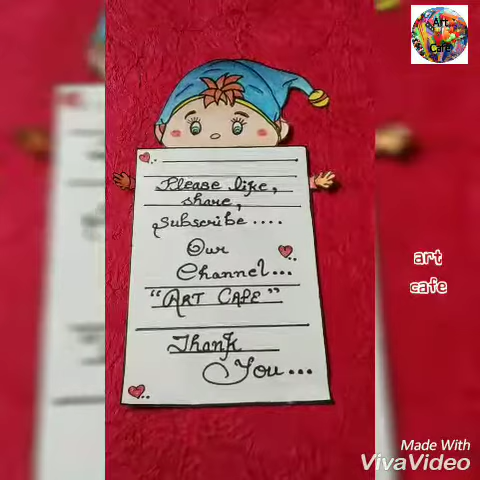 Art
Cafe
Please like,
share,
subscribe....
Our
Channel...
"ART CAFE"
Thank
You...
art
cafe
Made With
VivaVideo